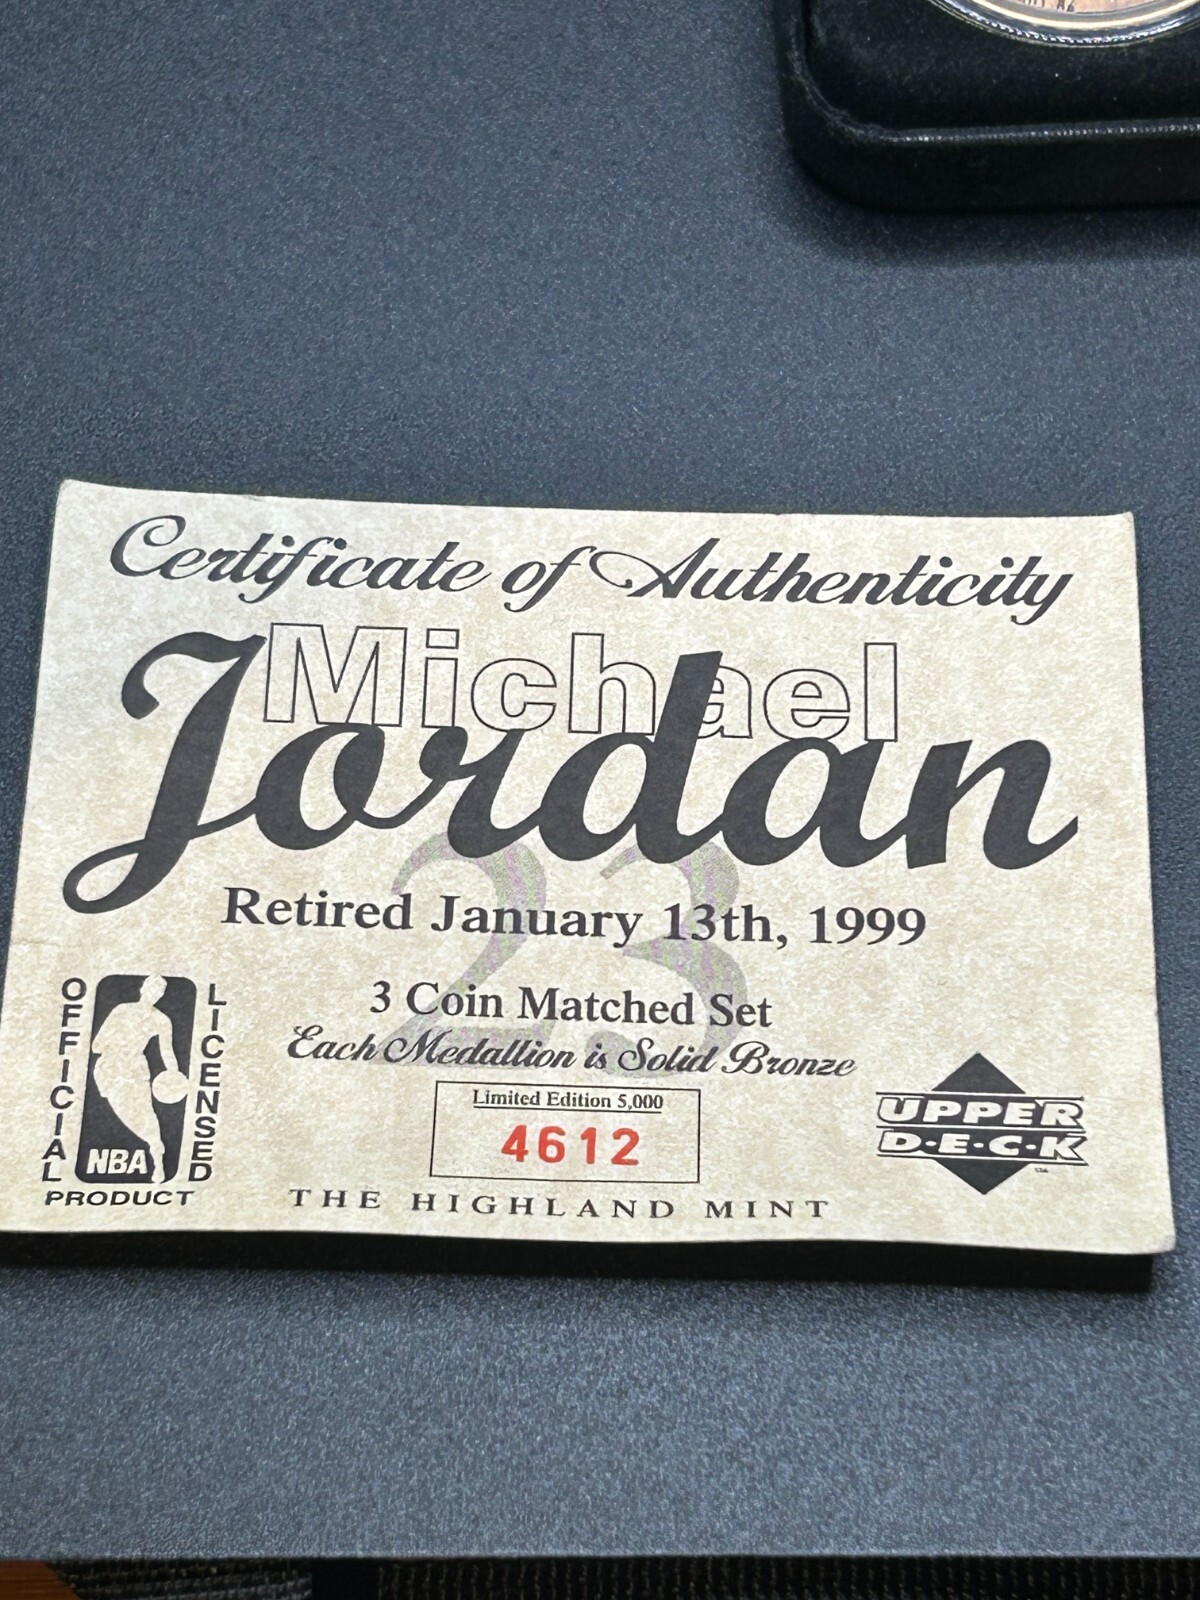 Certificate of Authenticity
Michael
Jordan
23
Retired January 13th, 1999
3 Coin Matched Set
Each Medallion is Solid Bronze
Limited Edition 5,000
4612
THE HIGHLAND MINT
OFFICIAL
LICENSED
NBA
PRODUCT
UPPER
D·E·C·K